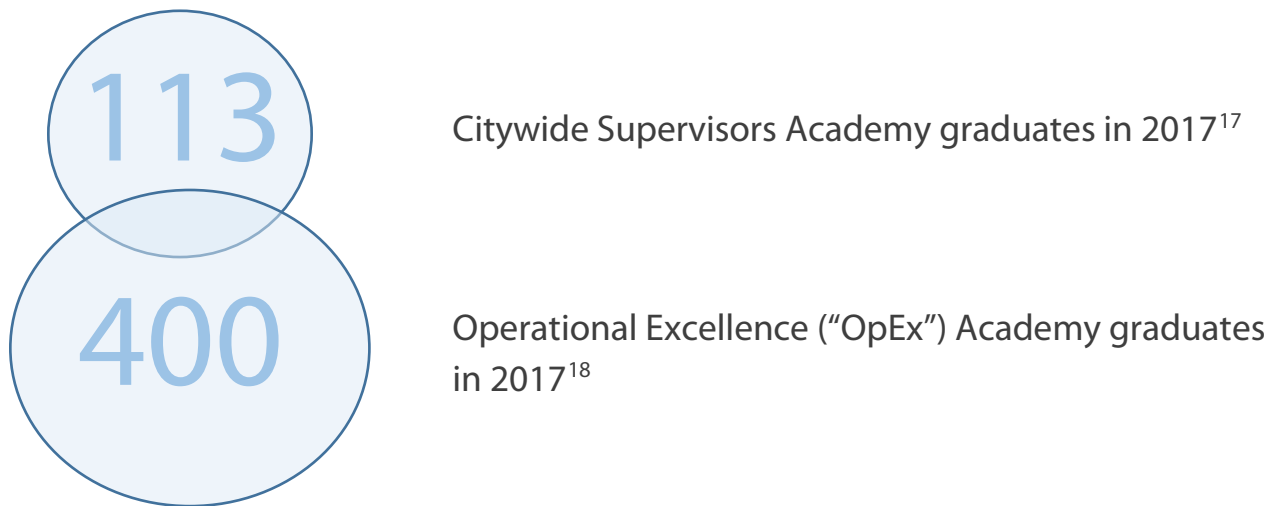 113
Citywide Supervisors Academy graduates in 2017¹⁷
400
Operational Excellence (“OpEx”) Academy graduates
in 2017¹⁸